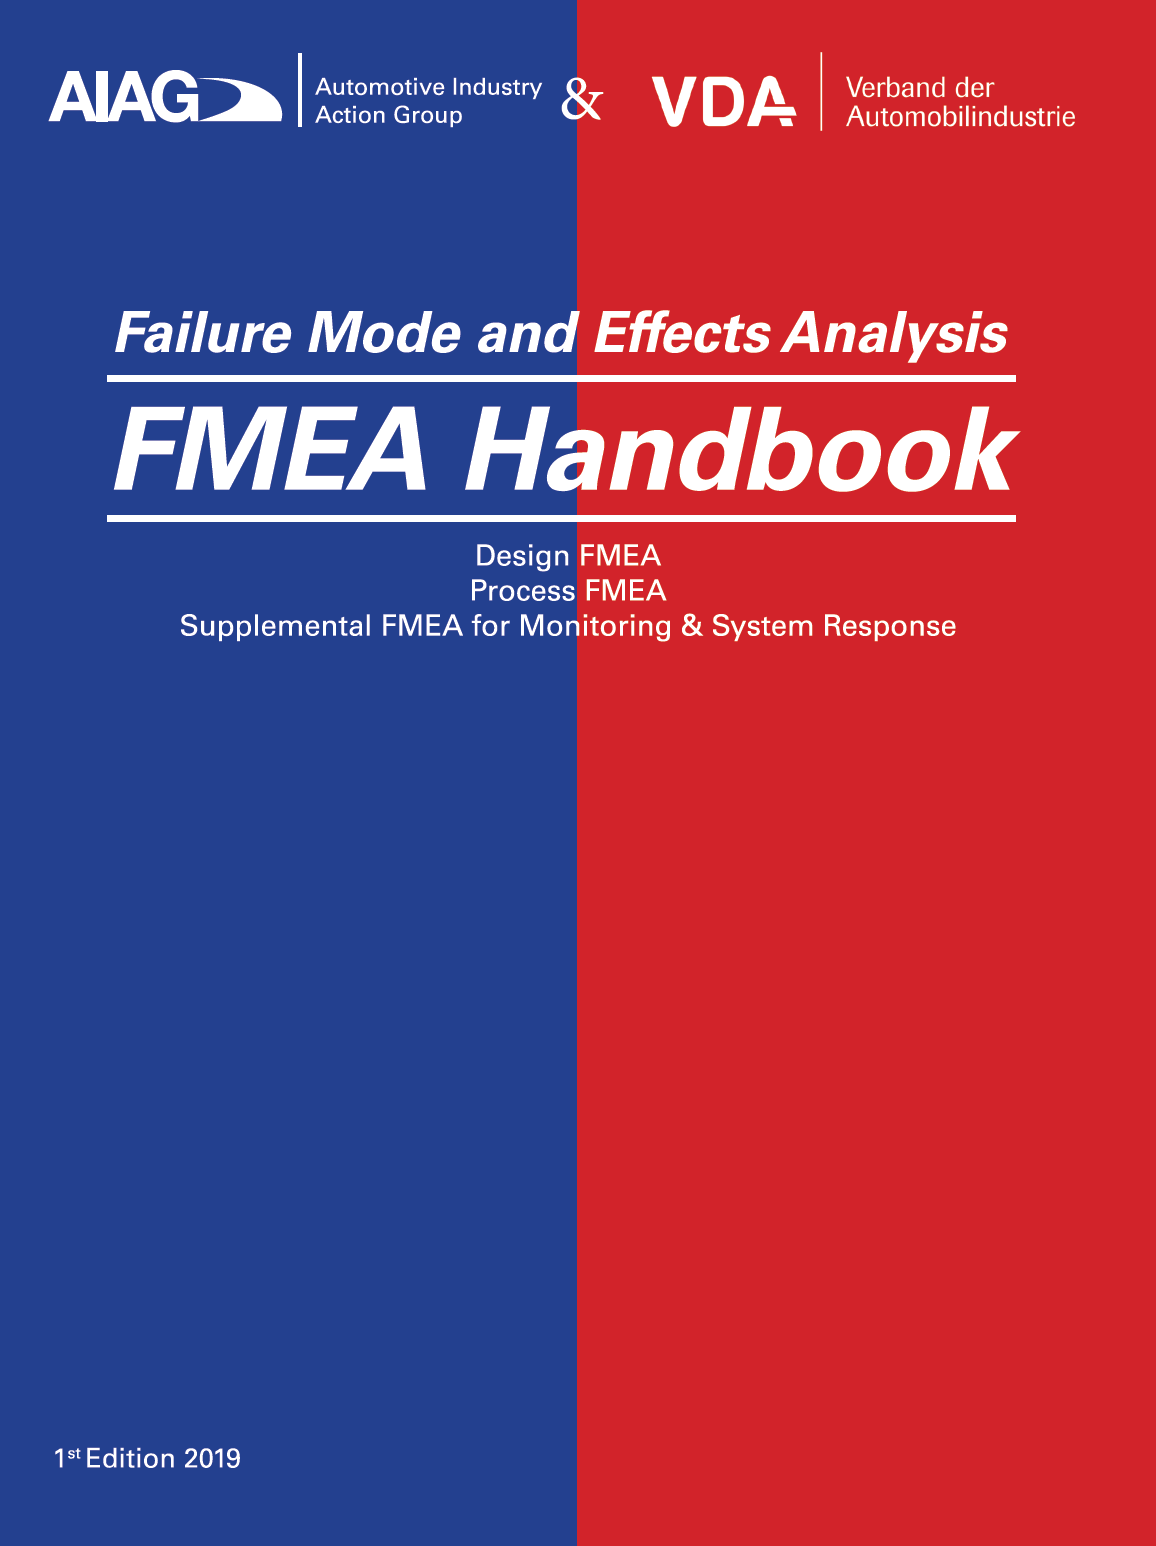 AIAG
Automotive Industry
Action Group
&
VDA
Verband der
Automobilindustrie
Failure Mode and Effects Analysis
FMEA Handbook
Design FMEA
Process FMEA
Supplemental FMEA for Monitoring & System Response
1st Edition 2019